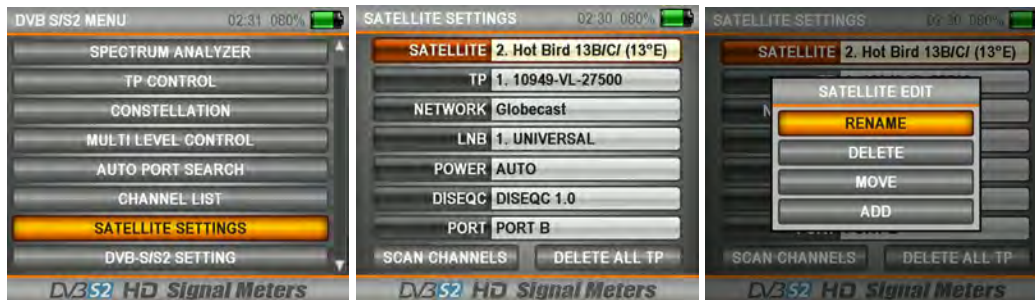 DVB S/S2 MENU 02:31 080%
SPECTRUM ANALYZER
TP CONTROL
CONSTELLATION
MULTI LEVEL CONTROL
AUTO PORT SEARCH
CHANNEL LIST
SATELLITE SETTINGS
DVB-S/S2 SETTING
DVB S2 HD Signal Meters
SATELLITE SETTINGS 02:30 080%
SATELLITE 2. Hot Bird 13B/C/ (13°E)
TP 1. 10949-VL-27500
NETWORK Globecast
LNB 1. UNIVERSAL
POWER AUTO
DISEQC DISEQC 1.0
PORT PORT B
SCAN CHANNELS DELETE ALL TP
DVB S2 HD Signal Meters
SATELLITE SETTINGS 02:30 080%
SATELLITE 2. Hot Bird 13B/C/ (13°E)
SATELLITE EDIT
RENAME
DELETE
MOVE
ADD
SCAN CHANNELS DELETE ALL TP
DVB S2 HD Signal Meters